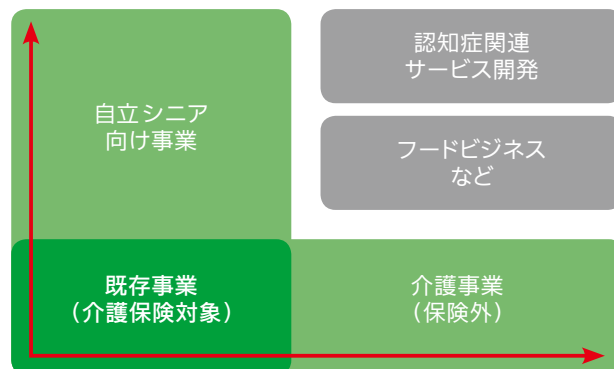 自立シニア
向け事業
認知症関連
サービス開発
フードビジネス
など
既存事業
（介護保険対象）
介護事業
（保険外）